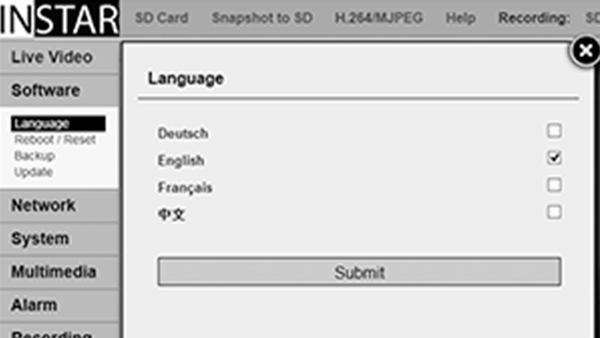 INSTAR
SD Card Snapshot to SD H.264/MJPEG Help Recording: SD
Live Video
Software
Language
Reboot / Reset
Backup
Update
Network
System
Multimedia
Alarm
Recording
Language
Deutsch
English
Français
中文
Submit